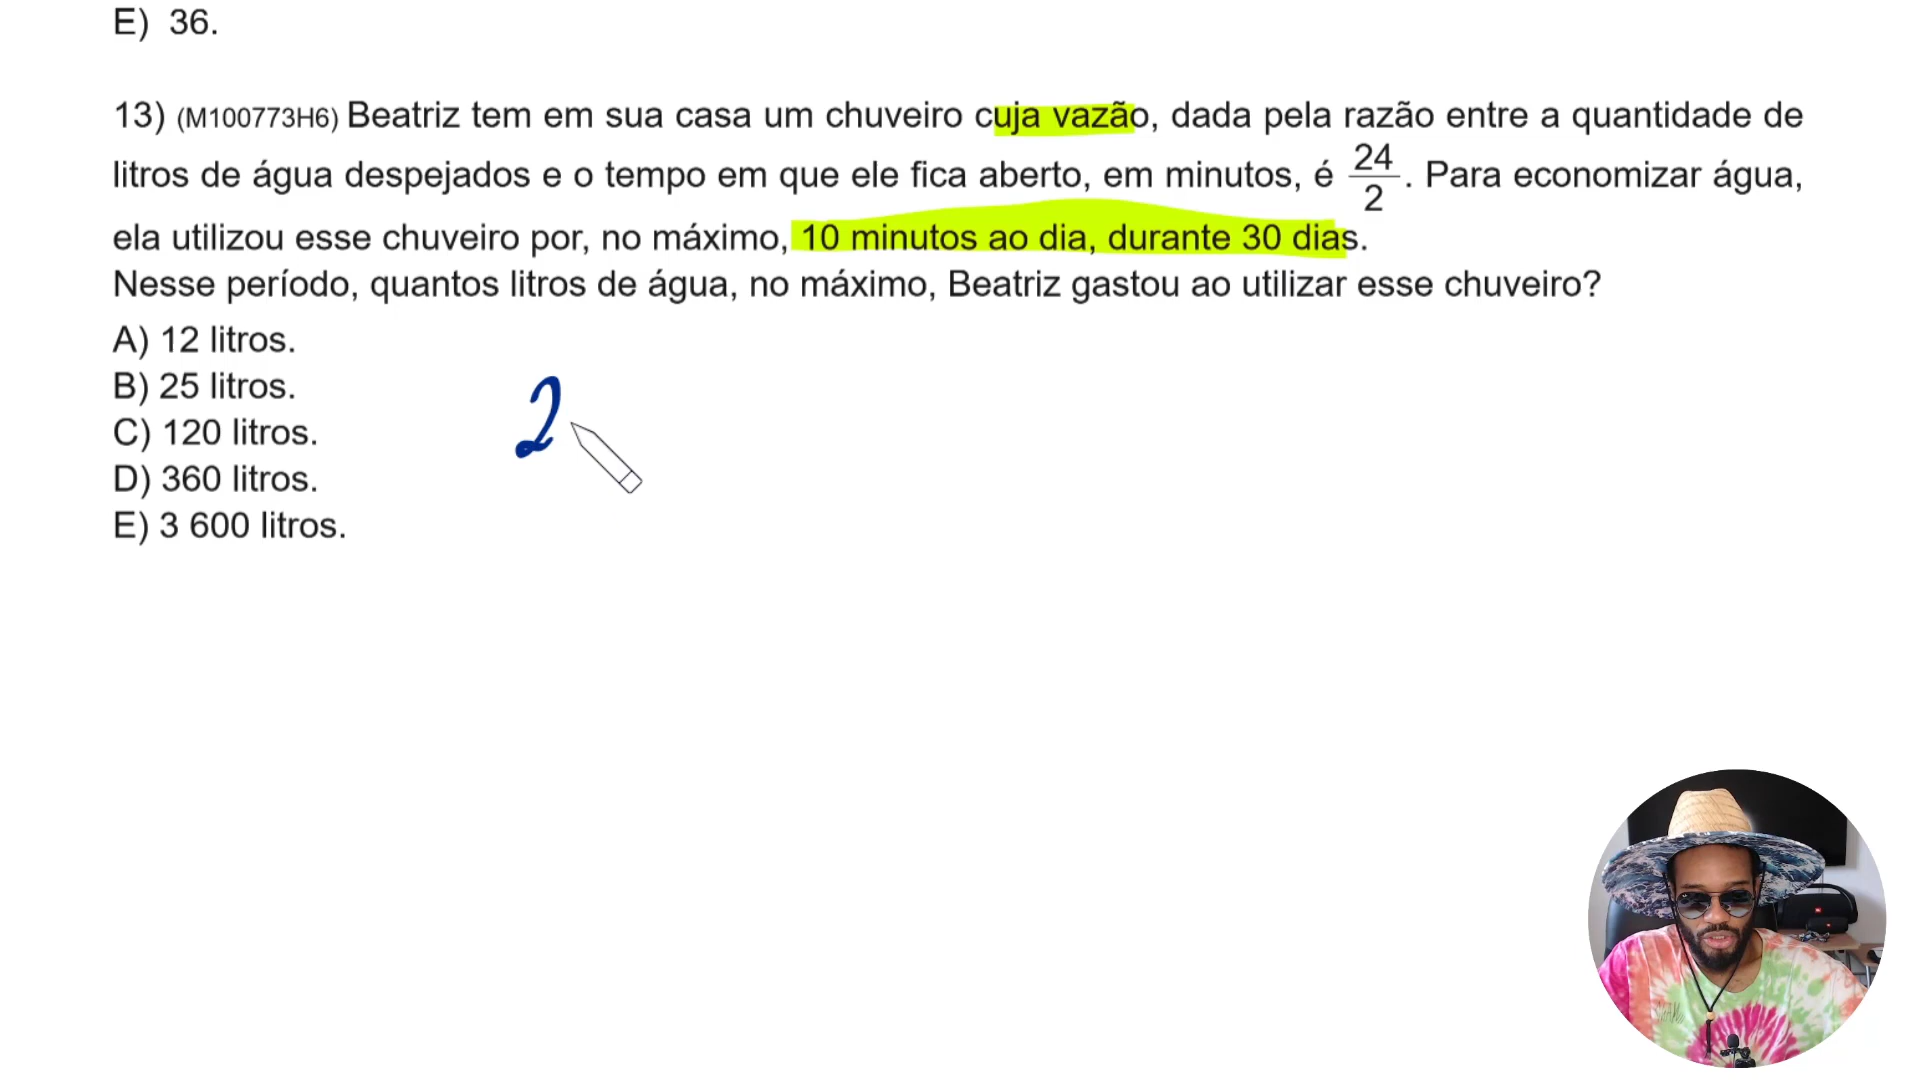 E) 36.
13) (M100773H6) Beatriz tem em sua casa um chuveiro cuja vazão, dada pela razão entre a quantidade de
litros de água despejados e o tempo em que ele fica aberto, em minutos, é 24/2. Para economizar água,
ela utilizou esse chuveiro por, no máximo, 10 minutos ao dia, durante 30 dias.
Nesse período, quantos litros de água, no máximo, Beatriz gastou ao utilizar esse chuveiro?
A) 12 litros.
B) 25 litros.
C) 120 litros.
D) 360 litros.
E) 3 600 litros.
2